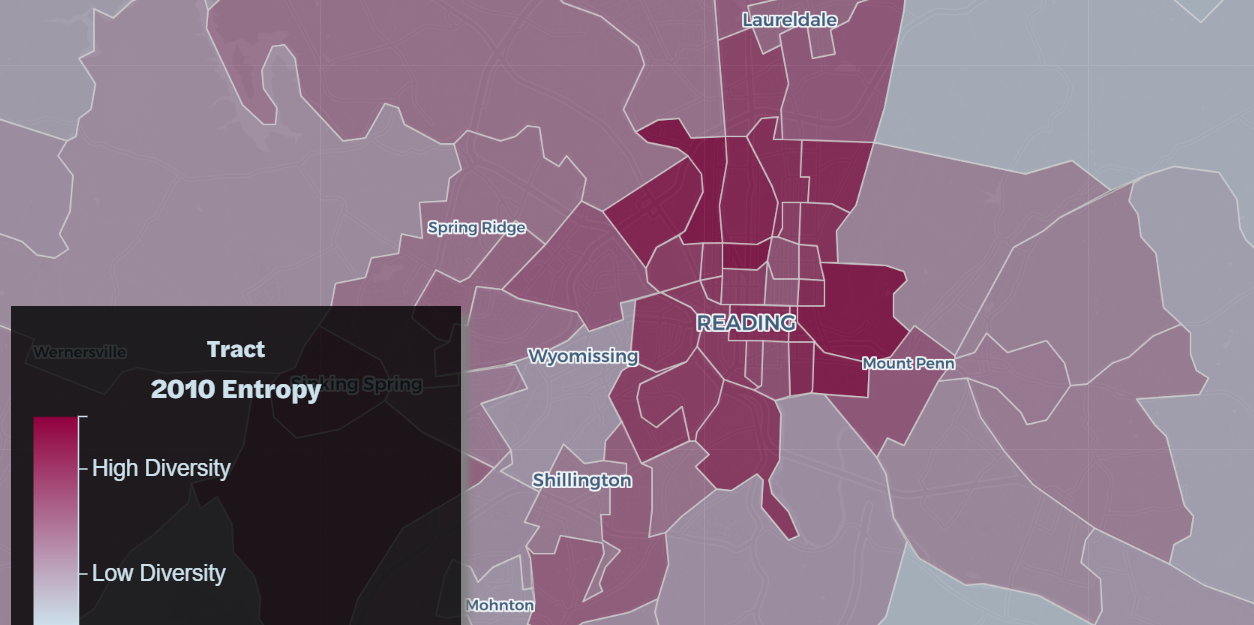 Laureldale
Spring Ridge
READING
Wernersville
Tract
Wyomissing
Mount Penn
Sinking Spring
2010 Entropy
High Diversity
Shillington
Low Diversity
Mohnton